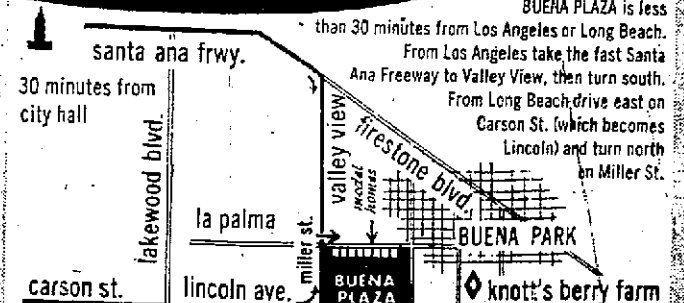 BUENA PLAZA is less
than 30 minutes from Los Angeles or Long Beach.
From Los Angeles take the fast Santa
Ana Freeway to Valley View, then turn south.
From Long Beach drive east on
Carson St. (which becomes
Lincoln) and turn north
on Miller St.
santa ana frwy.
30 minutes from
city hall
lakewood blvd.
valley view
firestone blvd.
model
homes
la palma
miller st.
BUENA PARK
carson st.
lincoln ave.
BUENA
PLAZA
knott's berry farm